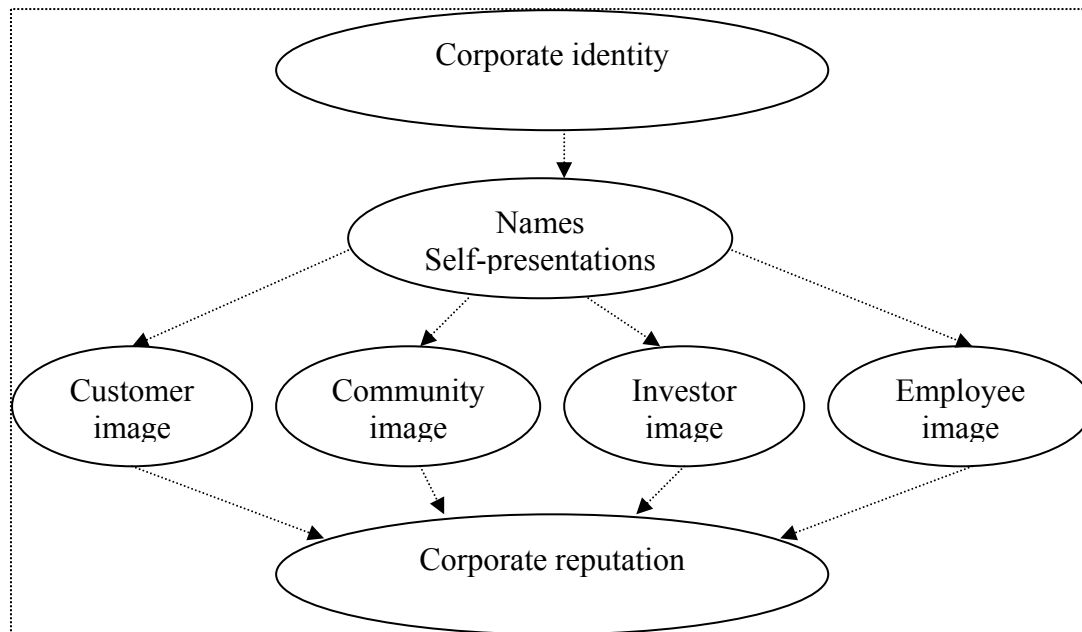 Corporate identity
Names
Self-presentations
Customer
image
Community
image
Investor
image
Employee
image
Corporate reputation